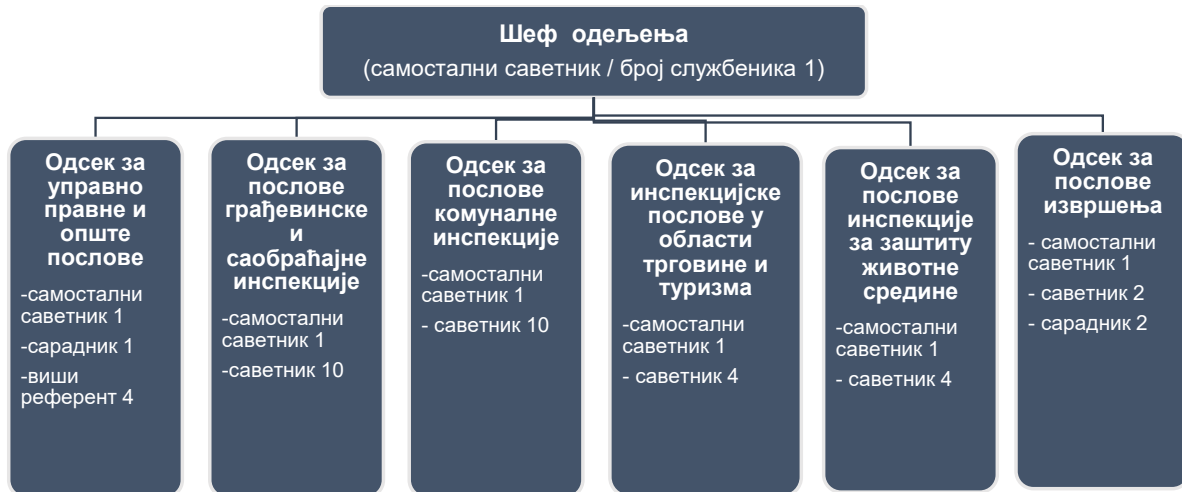 Шеф одељења
(самостални саветник / број службеника 1)
Одсек за
управно
правне и
опште
послове
-самостални
саветник 1
-сарадник 1
-виши
референт 4
Одсек за
послове
грађевинске
и
саобраћајне
инспекције
-самостални
саветник 1
-саветник 10
Одсек за
послове
комуналне
инспекције
-самостални
саветник 1
- саветник 10
Одсек за
инспекцијске
послове у
области
трговине и
туризма
-самостални
саветник 1
- саветник 4
Одсек за
послове
инспекције
за заштиту
животне
средине
-самостални
саветник 1
- саветник 4
Одсек за
послове
извршења
- самостални
саветник 1
- саветник 2
- сарадник 2